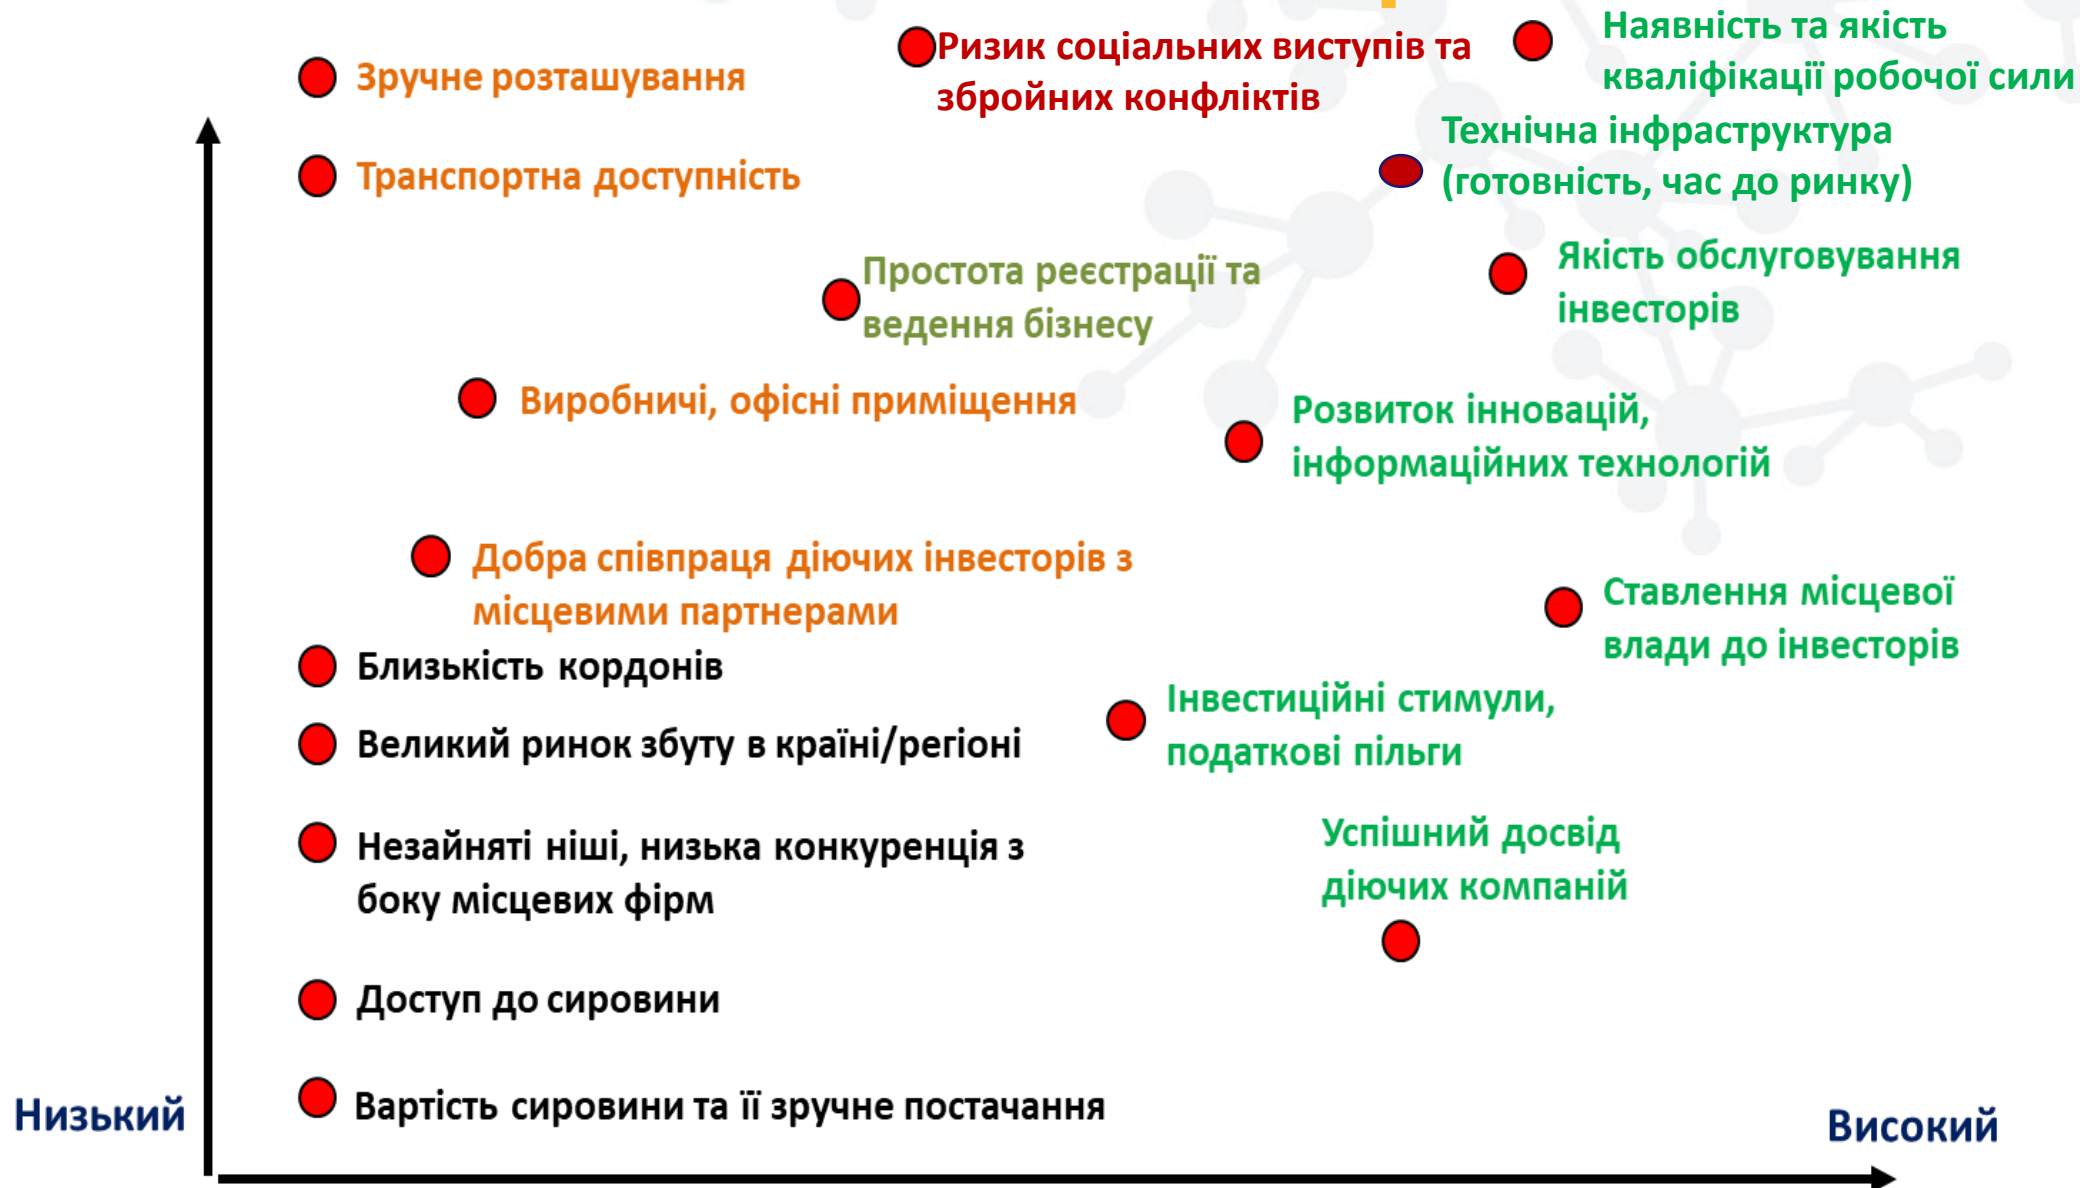 Зручне розташування
Ризик соціальних виступів та
збройних конфліктів
Наявність та якість
кваліфікації робочої сили
Транспортна доступність
Технічна інфраструктура
(готовність, час до ринку)
Простота реєстрації та
ведення бізнесу
Якість обслуговування
інвесторів
Виробничі, офісні приміщення
Розвиток інновацій,
інформаційних технологій
Добра співпраця діючих інвесторів з
місцевими партнерами
Ставлення місцевої
влади до інвесторів
Близькість кордонів
Інвестиційні стимули,
податкові пільги
Великий ринок збуту в країні/регіоні
Незайняті ніші, низька конкуренція з
боку місцевих фірм
Успішний досвід
діючих компаній
Доступ до сировини
Вартість сировини та її зручне постачання
Низький
Високий